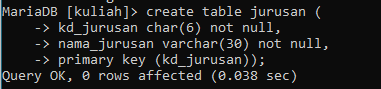 MariaDB [kuliah]> create table jurusan (
    -> kd_jurusan char(6) not null,
    -> nama_jurusan varchar(30) not null,
    -> primary key (kd_jurusan));
Query OK, 0 rows affected (0.038 sec)